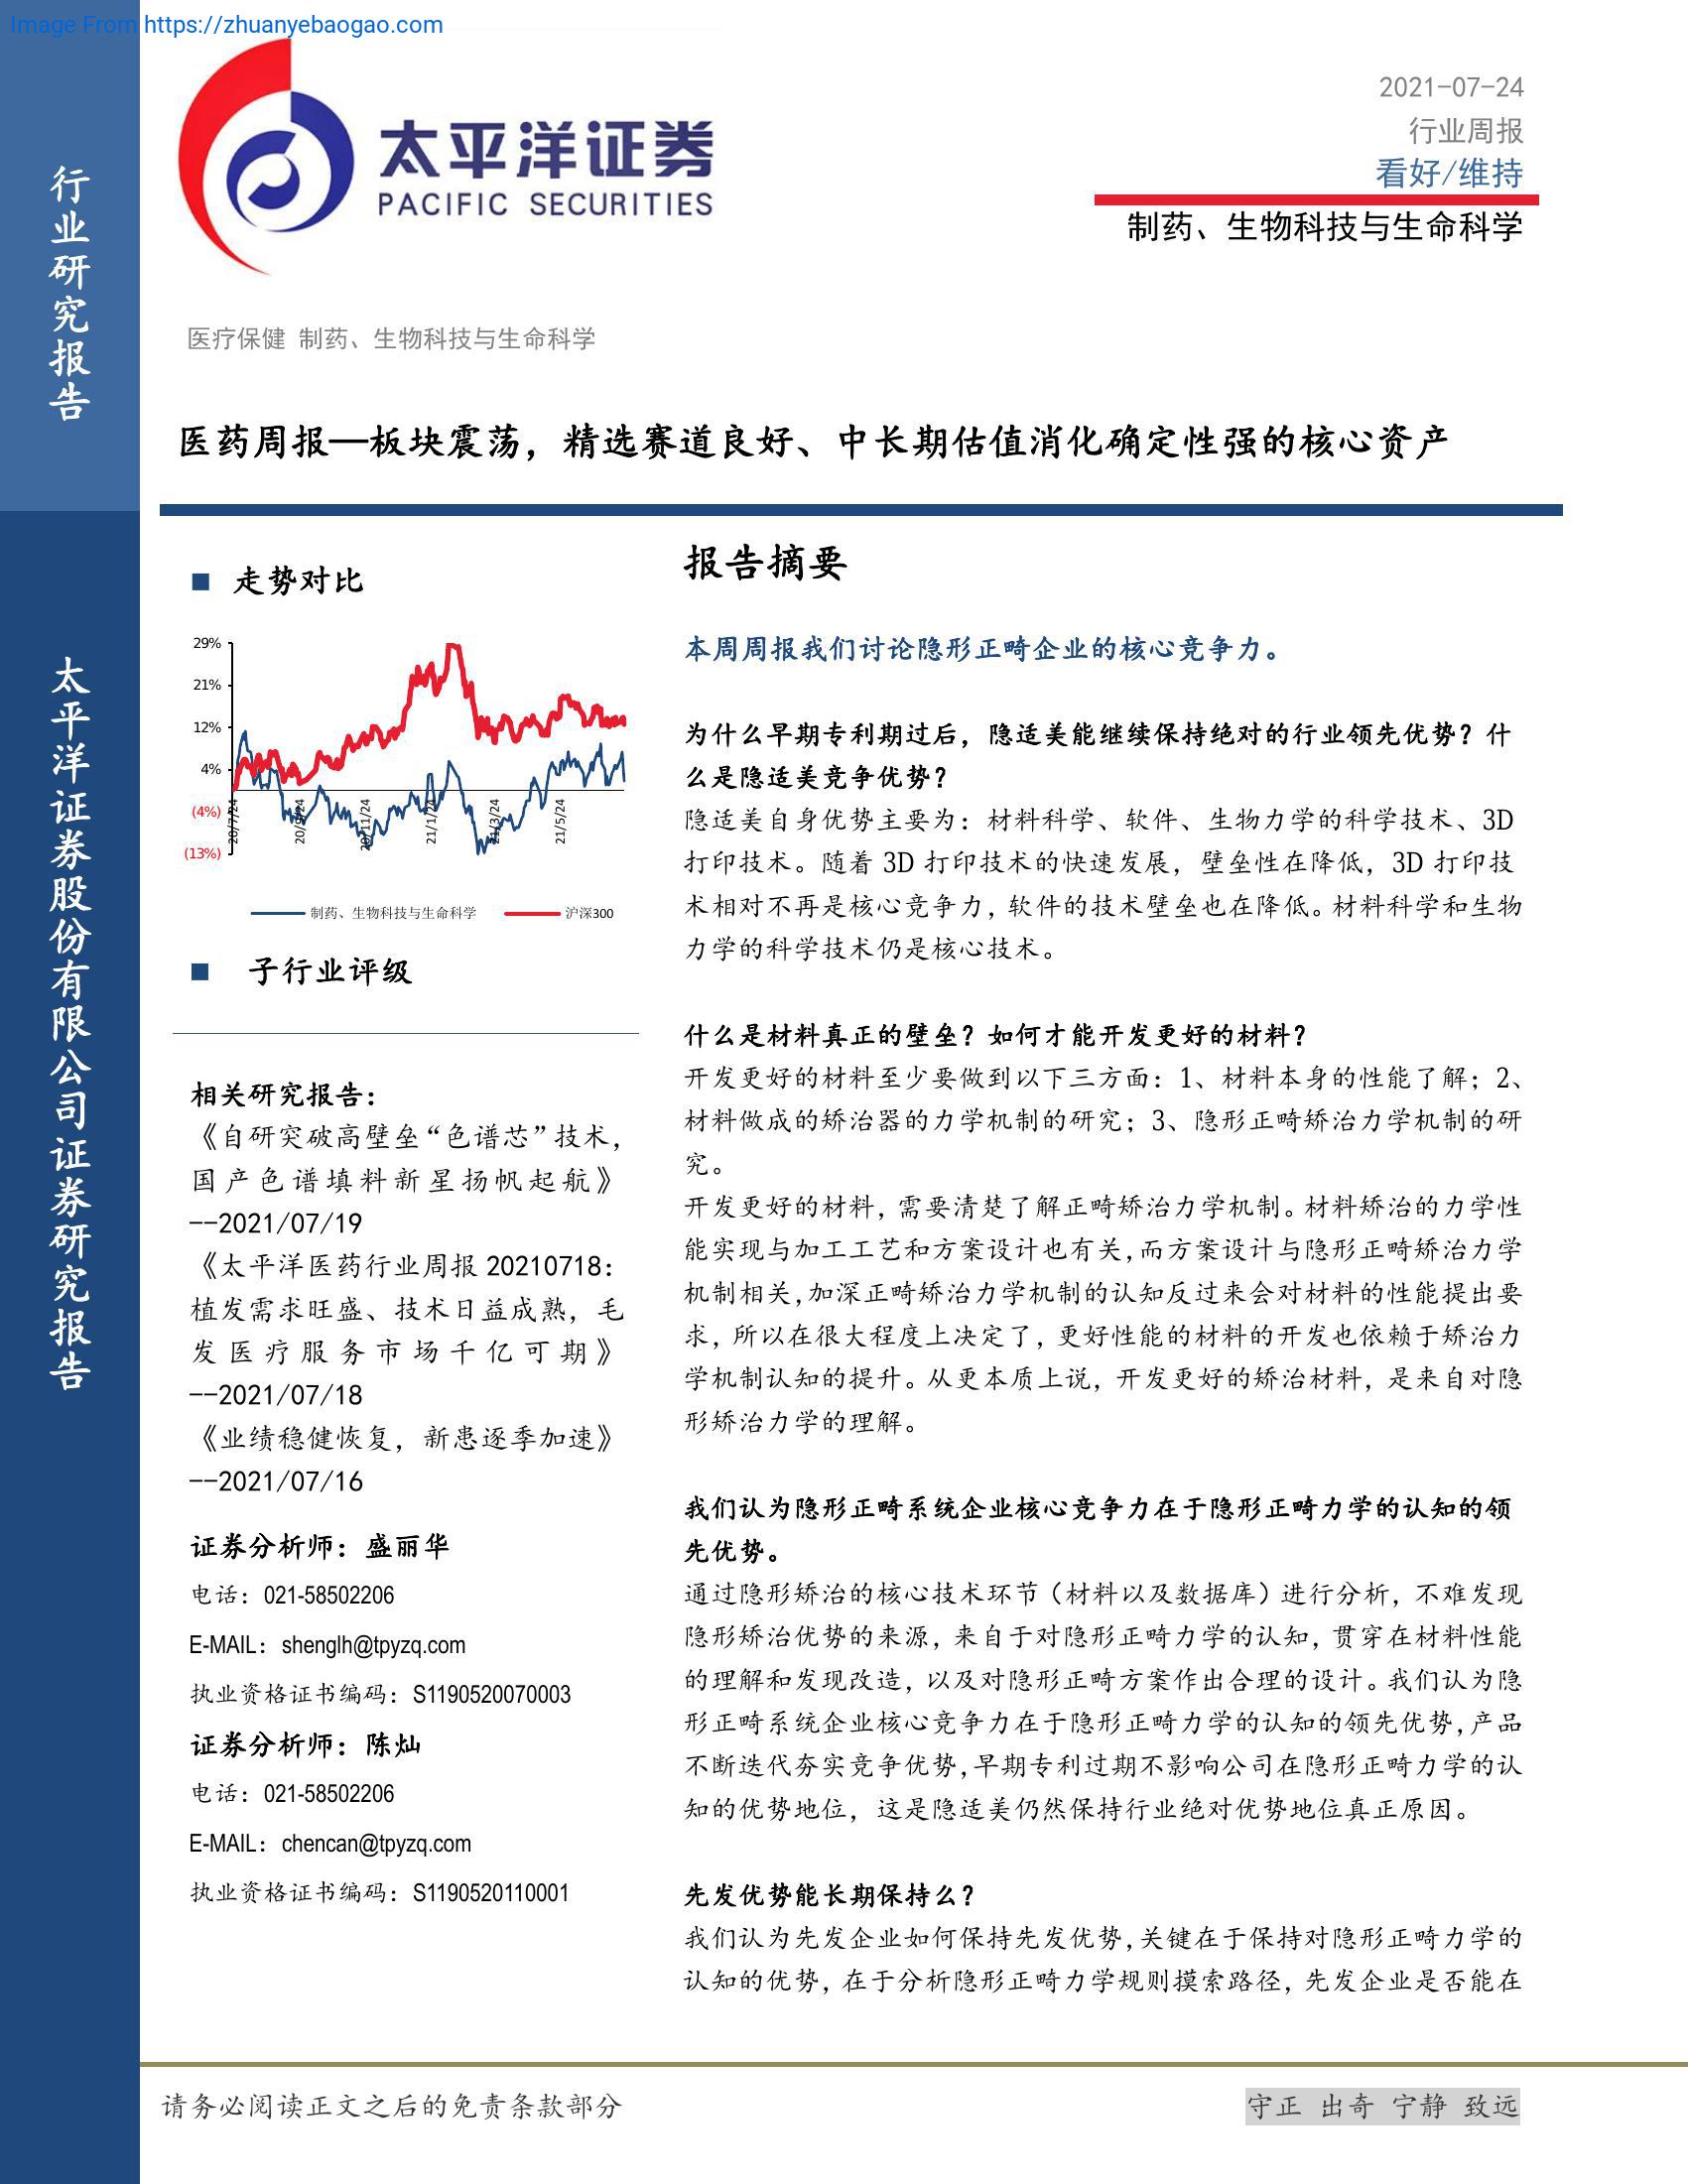 Image From https://zhuanyebaogao.com
行业研究报告
太平洋证券股份有限公司证券研究报告
太平洋证券
PACIFIC SECURITIES
2021-07-24
行业周报
看好/维持
制药、生物科技与生命科学
医疗保健 制药、生物科技与生命科学
医药周报—板块震荡，精选赛道良好、中长期估值消化确定性强的核心资产
■ 走势对比
29%
21%
12%
4%
(4%)
(13%)
20/7/24
20/9/24
20/11/24
21/1/24
21/3/24
21/5/24
制药、生物科技与生命科学
沪深300
■ 子行业评级
相关研究报告：
《自研突破高壁垒“色谱芯”技术，
国产色谱填料新星扬帆起航》
--2021/07/19
《太平洋医药行业周报 20210718：
植发需求旺盛、技术日益成熟，毛
发医疗服务市场千亿可期》
--2021/07/18
《业绩稳健恢复，新患逐季加速》
--2021/07/16
证券分析师：盛丽华
电话：021-58502206
E-MAIL：shenglh@tpyzq.com
执业资格证书编码：S1190520070003
证券分析师：陈灿
电话：021-58502206
E-MAIL：chencan@tpyzq.com
执业资格证书编码：S1190520110001
报告摘要
本周周报我们讨论隐形正畸企业的核心竞争力。
为什么早期专利期过后，隐适美能继续保持绝对的行业领先优势？什
么是隐适美竞争优势？
隐适美自身优势主要为：材料科学、软件、生物力学的科学技术、3D
打印技术。随着 3D 打印技术的快速发展，壁垒性在降低，3D 打印技
术相对不再是核心竞争力，软件的技术壁垒也在降低。材料科学和生物
力学的科学技术仍是核心技术。
什么是材料真正的壁垒？如何才能开发更好的材料？
开发更好的材料至少要做到以下三方面：1、材料本身的性能了解；2、
材料做成的矫治器的力学机制的研究；3、隐形正畸矫治力学机制的研
究。
开发更好的材料，需要清楚了解正畸矫治力学机制。材料矫治的力学性
能实现与加工工艺和方案设计也有关，而方案设计与隐形正畸矫治力学
机制相关，加深正畸矫治力学机制的认知反过来会对材料的性能提出要
求，所以在很大程度上决定了，更好性能的材料的开发也依赖于矫治力
学机制认知的提升。从更本质上说，开发更好的矫治材料，是来自对隐
形矫治力学的理解。
我们认为隐形正畸系统企业核心竞争力在于隐形正畸力学的认知的领
先优势。
通过隐形矫治的核心技术环节（材料以及数据库）进行分析，不难发现
隐形矫治优势的来源，来自于对隐形正畸力学的认知，贯穿在材料性能
的理解和发现改造，以及对隐形正畸方案作出合理的设计。我们认为隐
形正畸系统企业核心竞争力在于隐形正畸力学的认知的领先优势，产品
不断迭代夯实竞争优势，早期专利过期不影响公司在隐形正畸力学的认
知的优势地位，这是隐适美仍然保持行业绝对优势地位真正原因。
先发优势能长期保持么？
我们认为先发企业如何保持先发优势，关键在于保持对隐形正畸力学的
认知的优势，在于分析隐形正畸力学规则摸索路径，先发企业是否能在
请务必阅读正文之后的免责条款部分
守正 出奇 宁静 致远